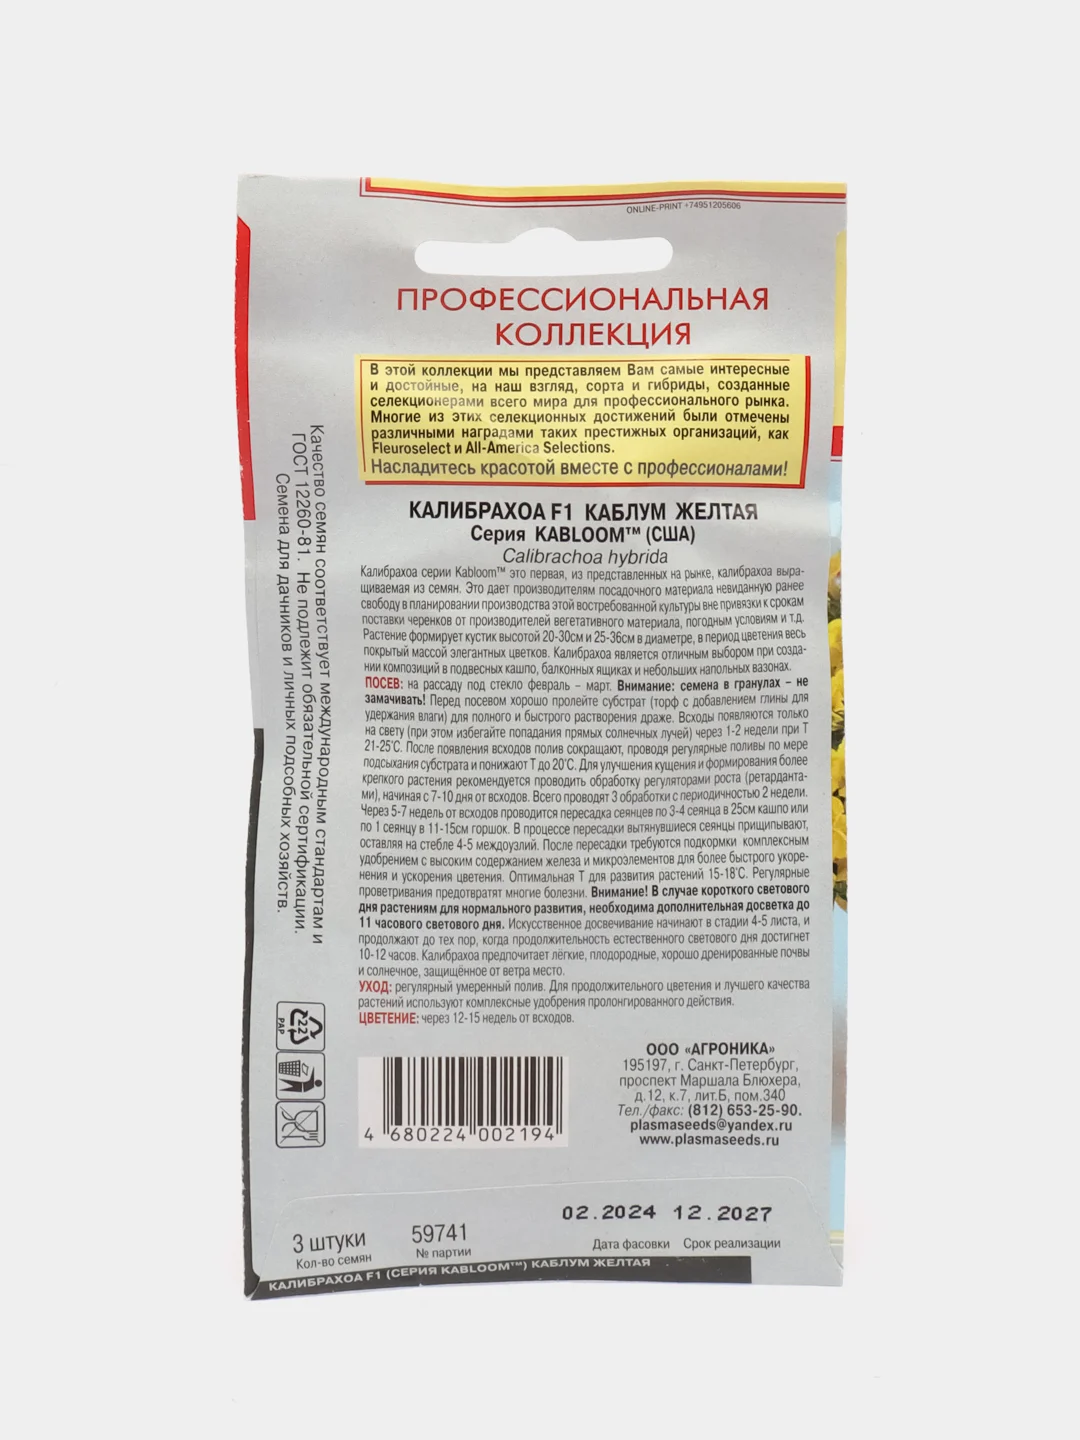 ONLINE-PRINT +74951205606
ПРОФЕССИОНАЛЬНАЯ
КОЛЛЕКЦИЯ
В этой коллекции мы представляем Вам самые интересные
и достойные, на наш взгляд, сорта и гибриды, созданные
селекционерами всего мира для профессионального рынка.
Многие из этих селекционных достижений были отмечены
различными наградами таких престижных организаций, как
Fleuroselect и All-America Selections.
Насладитесь красотой вместе с профессионалами!
КАЛИБРАХОА F1 КАБЛУМ ЖЕЛТАЯ
Серия KABLOOM™ (США)
Calibrachoa hybrida
Калибрахоа серии Kabloom™ это первая, из представленных на рынке, калибрахоа выра-
щиваемая из семян. Это дает производителям посадочного материала невиданную ранее
свободу в планировании производства этой востребованной культуры вне привязки к срокам
поставки черенков от производителей вегетативного материала, погодным условиям и т.д.
Растение формирует кустик высотой 20-30см и 25-36см в диаметре, в период цветения весь
покрытый массой элегантных цветков. Калибрахоа является отличным выбором при созда-
нии композиций в подвесных кашпо, балконных ящиках и небольших напольных вазонах.
ПОСЕВ: на рассаду под стекло февраль – март. Внимание: семена в гранулах – не
замачивать! Перед посевом хорошо пролейте субстрат (торф с добавлением глины для
удержания влаги) для полного и быстрого растворения драже. Всходы появляются только
на свету (при этом избегайте попадания прямых солнечных лучей) через 1-2 недели при Т
21-25°С. После появления всходов полив сокращают, проводя регулярные поливы по мере
подсыхания субстрата и понижают Т до 20°С. Для улучшения кущения и формирования более
крепкого растения рекомендуется проводить обработку регуляторами роста (ретарданта-
ми), начиная с 7-10 дня от всходов. Всего проводят 3 обработки с периодичностью 2 недели.
Через 5-7 недель от всходов проводится пересадка сеянцев по 3-4 сеянца в 25см кашпо или
по 1 сеянцу в 11-15см горшок. В процессе пересадки вытянувшиеся сеянцы прищипывают,
оставляя на стебле 4-5 междоузлий. После пересадки требуются подкормки комплексным
удобрением с высоким содержанием железа и микроэлементов для более быстрого укоре-
нения и ускорения цветения. Оптимальная Т для развития растений 15-18°С. Регулярные
проветривания предотвратят многие болезни. Внимание! В случае короткого светового
дня растениям для нормального развития, необходима дополнительная досветка до
11 часового светового дня. Искусственное досвечивание начинают в стадии 4-5 листа, и
продолжают до тех пор, когда продолжительность естественного светового дня достигнет
10-12 часов. Калибрахоа предпочитает лёгкие, плодородные, хорошо дренированные почвы
и солнечное, защищённое от ветра место.
УХОД: регулярный умеренный полив. Для продолжительного цветения и лучшего качества
растений используют комплексные удобрения пролонгированного действия.
ЦВЕТЕНИЕ: через 12-15 недель от всходов.
Качество семян соответствует международным стандартам и
ГОСТ 12260-81. Не подлежит обязательной сертификации.
Семена для дачников и личных подсобных хозяйств.
22
PAP
4 680224 002194
ООО «АГРОНИКА»
195197, г. Санкт-Петербург,
проспект Маршала Блюхера,
д.12, к.7, лит.Б, пом.340
Тел./факс: (812) 653-25-90.
plasmaseeds@yandex.ru
www.plasmaseeds.ru
02.2024 12.2027
Дата фасовки Срок реализации
3 штуки
Кол-во семян
59741
№ партии
КАЛИБРАХОА F1 (СЕРИЯ KABLOOM™) КАБЛУМ ЖЕЛТАЯ